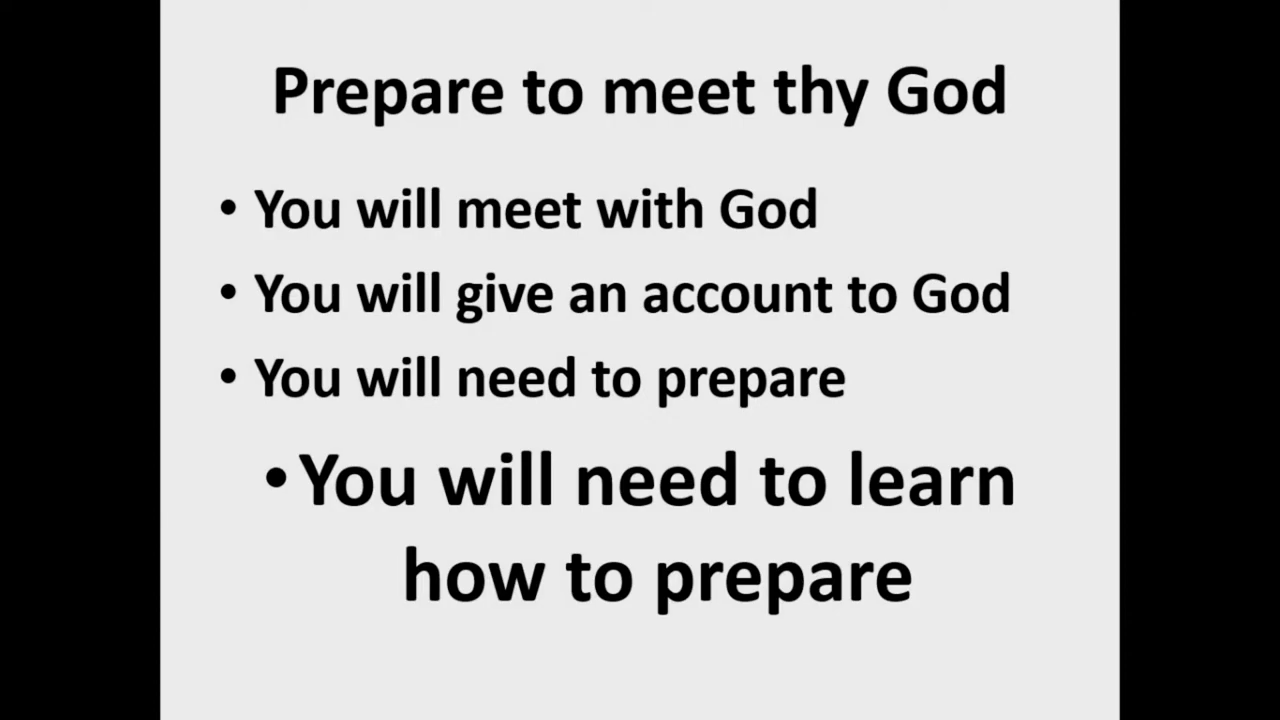 Prepare to meet thy God
• You will meet with God
• You will give an account to God
• You will need to prepare
• You will need to learn
how to prepare